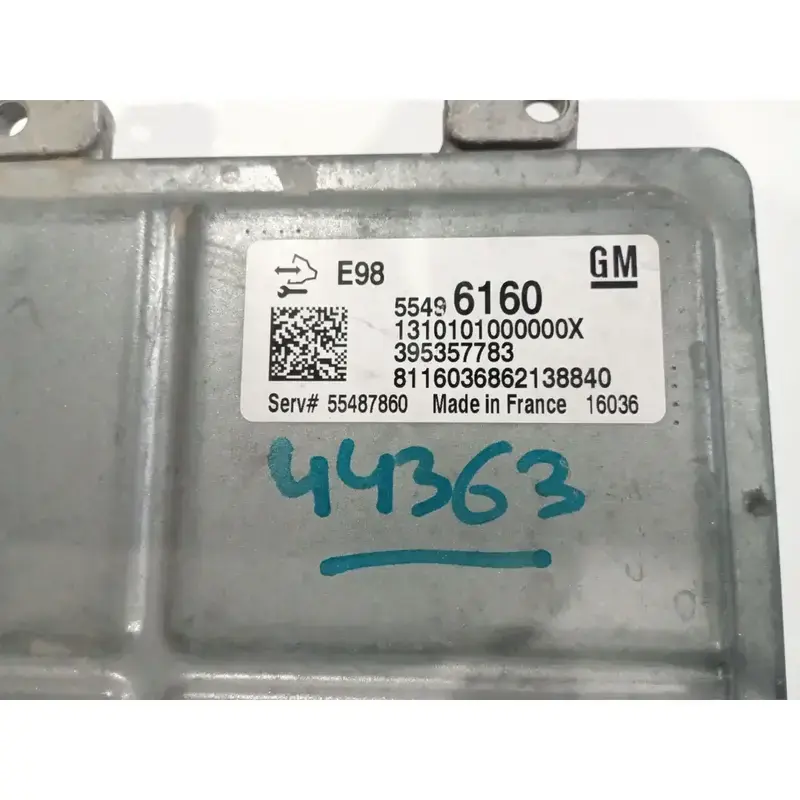 E98
GM
5549 6160
1310101000000X
395357783
8116036862138840
Serv# 55487860 Made in France 16036
44363